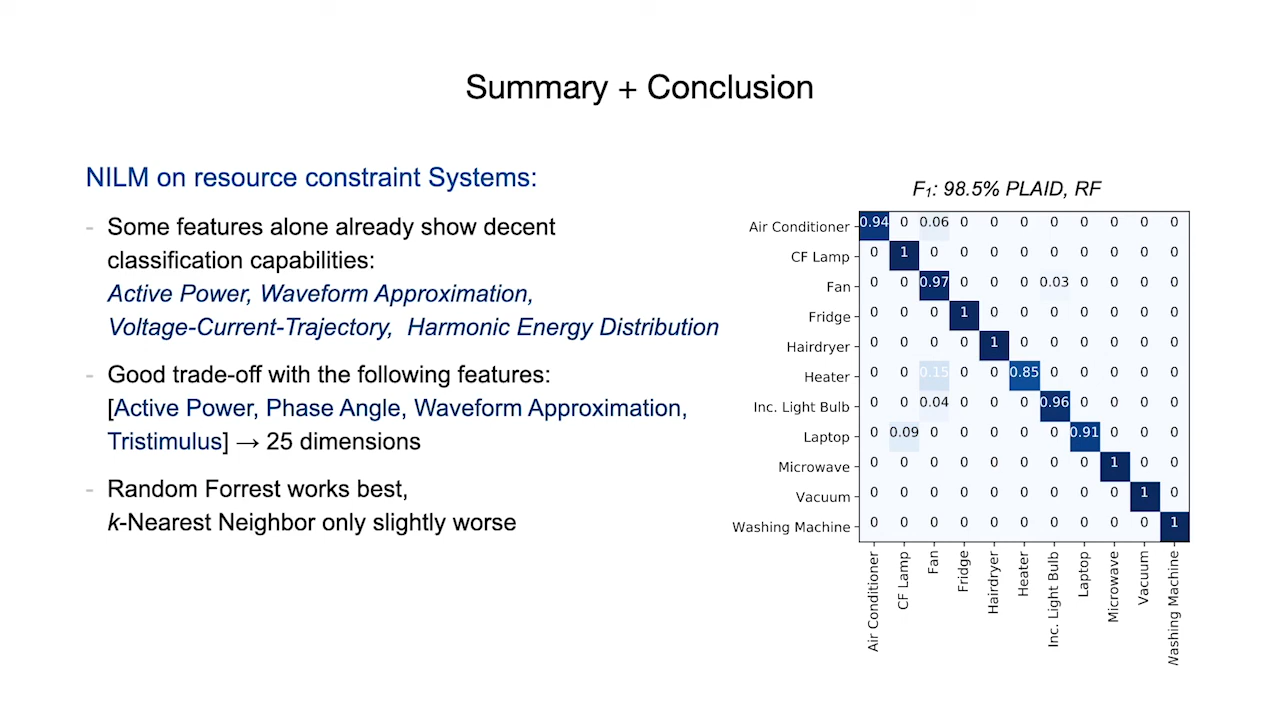 Summary + Conclusion
NILM on resource constraint Systems:
- Some features alone already show decent
classification capabilities:
Active Power, Waveform Approximation,
Voltage-Current-Trajectory, Harmonic Energy Distribution
- Good trade-off with the following features:
[Active Power, Phase Angle, Waveform Approximation,
Tristimulus] → 25 dimensions
- Random Forrest works best,
k-Nearest Neighbor only slightly worse
F₁: 98.5% PLAID, RF
Air Conditioner 0.94 0 0.06 0 0 0 0 0 0 0 0
CF Lamp 0 1 0 0 0 0 0 0 0 0 0
Fan 0 0 0.97 0 0 0 0.03 0 0 0 0
Fridge 0 0 0 1 0 0 0 0 0 0 0
Hairdryer 0 0 0 0 1 0 0 0 0 0 0
Heater 0 0 0.15 0 0 0.85 0 0 0 0 0
Inc. Light Bulb 0 0 0.04 0 0 0 0.96 0 0 0 0
Laptop 0 0.09 0 0 0 0 0 0.91 0 0 0
Microwave 0 0 0 0 0 0 0 0 1 0 0
Vacuum 0 0 0 0 0 0 0 0 0 1 0
Washing Machine 0 0 0 0 0 0 0 0 0 0 1
Air Conditioner
CF Lamp
Fan
Fridge
Hairdryer
Heater
Inc. Light Bulb
Laptop
Microwave
Vacuum
Washing Machine